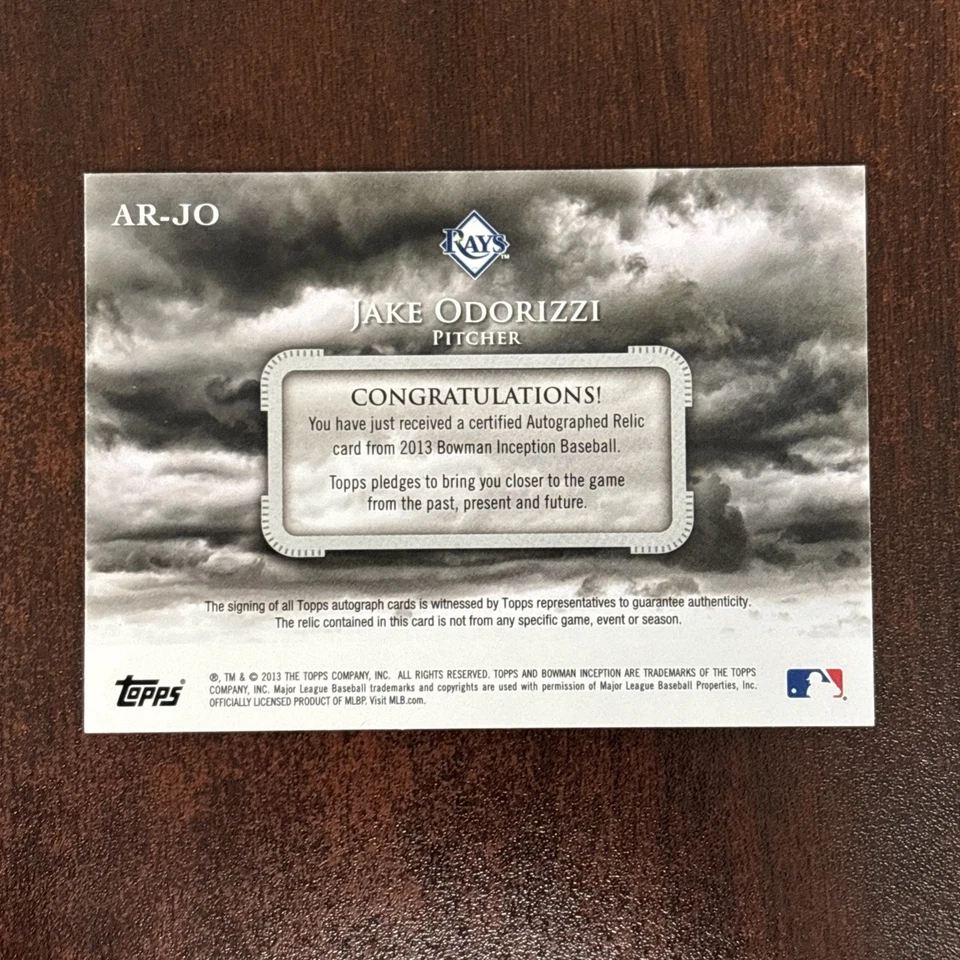 AR-JO
RAYS™
JAKE ODORIZZI
PITCHER
CONGRATULATIONS!
You have just received a certified Autographed Relic
card from 2013 Bowman Inception Baseball.
Topps pledges to bring you closer to the game
from the past, present and future.
The signing of all Topps autograph cards is witnessed by Topps representatives to guarantee authenticity.
The relic contained in this card is not from any specific game, event or season.
TOPPS®
®, TM & © 2013 THE TOPPS COMPANY, INC. ALL RIGHTS RESERVED. TOPPS AND BOWMAN INCEPTION ARE TRADEMARKS OF THE TOPPS
COMPANY, INC. Major League Baseball trademarks and copyrights are used with permission of Major League Baseball Properties, Inc.
OFFICIALLY LICENSED PRODUCT OF MLBP. Visit MLB.com.